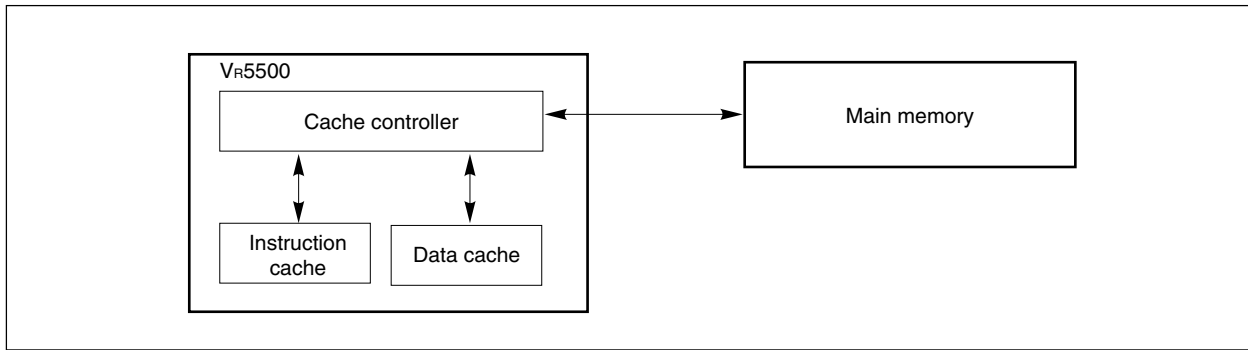 VR5500
Cache controller
Main memory
Instruction
cache
Data cache